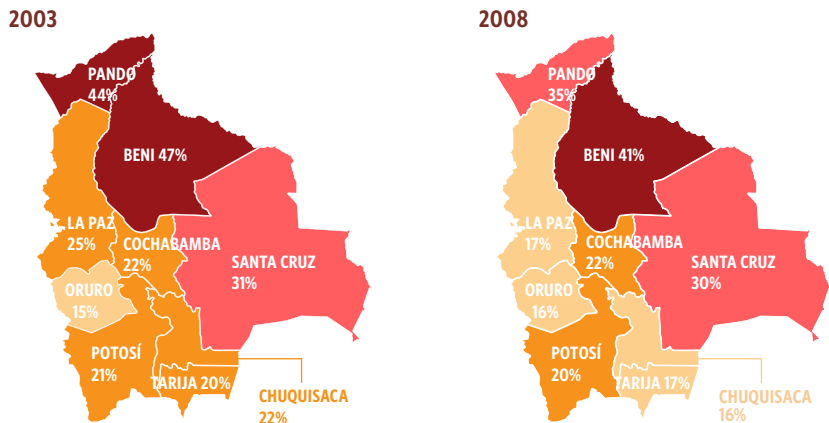 2003
PANDO
44%
BENI 47%
LA PAZ
25%
COCHABAMBA
22%
SANTA CRUZ
31%
ORURO
15%
POTOSÍ
21%
TARIJA 20%
CHUQUISACA
22%
2008
PANDO
35%
BENI 41%
LA PAZ
17%
COCHABAMBA
22%
SANTA CRUZ
30%
ORURO
16%
POTOSÍ
20%
TARIJA 17%
CHUQUISACA
16%